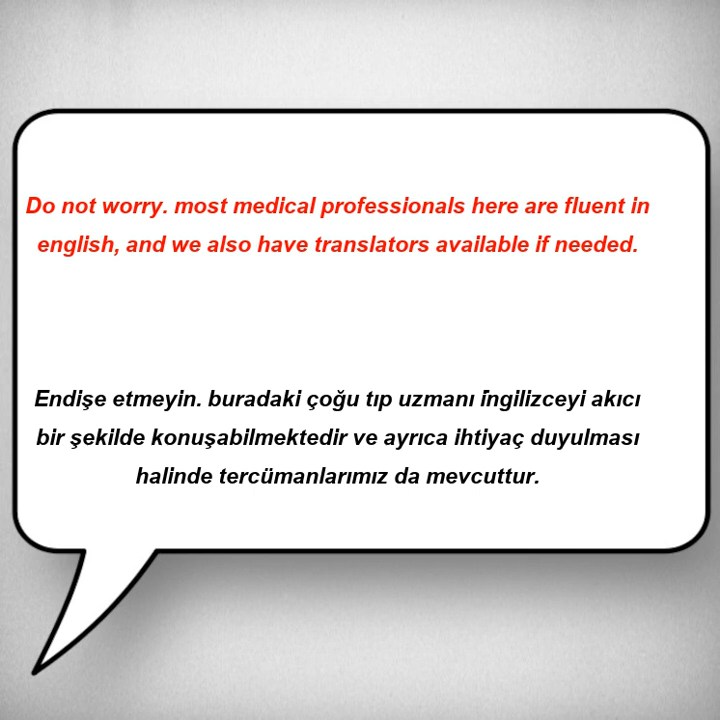 Do not worry. most medical professionals here are fluent in
english, and we also have translators available if needed.
Endişe etmeyin. buradaki çoğu tıp uzmanı i̇ngilizceyi akıcı
bir şekilde konuşabilmektedir ve ayrıca ihtiyaç duyulması
halinde tercümanlarımız da mevcuttur.